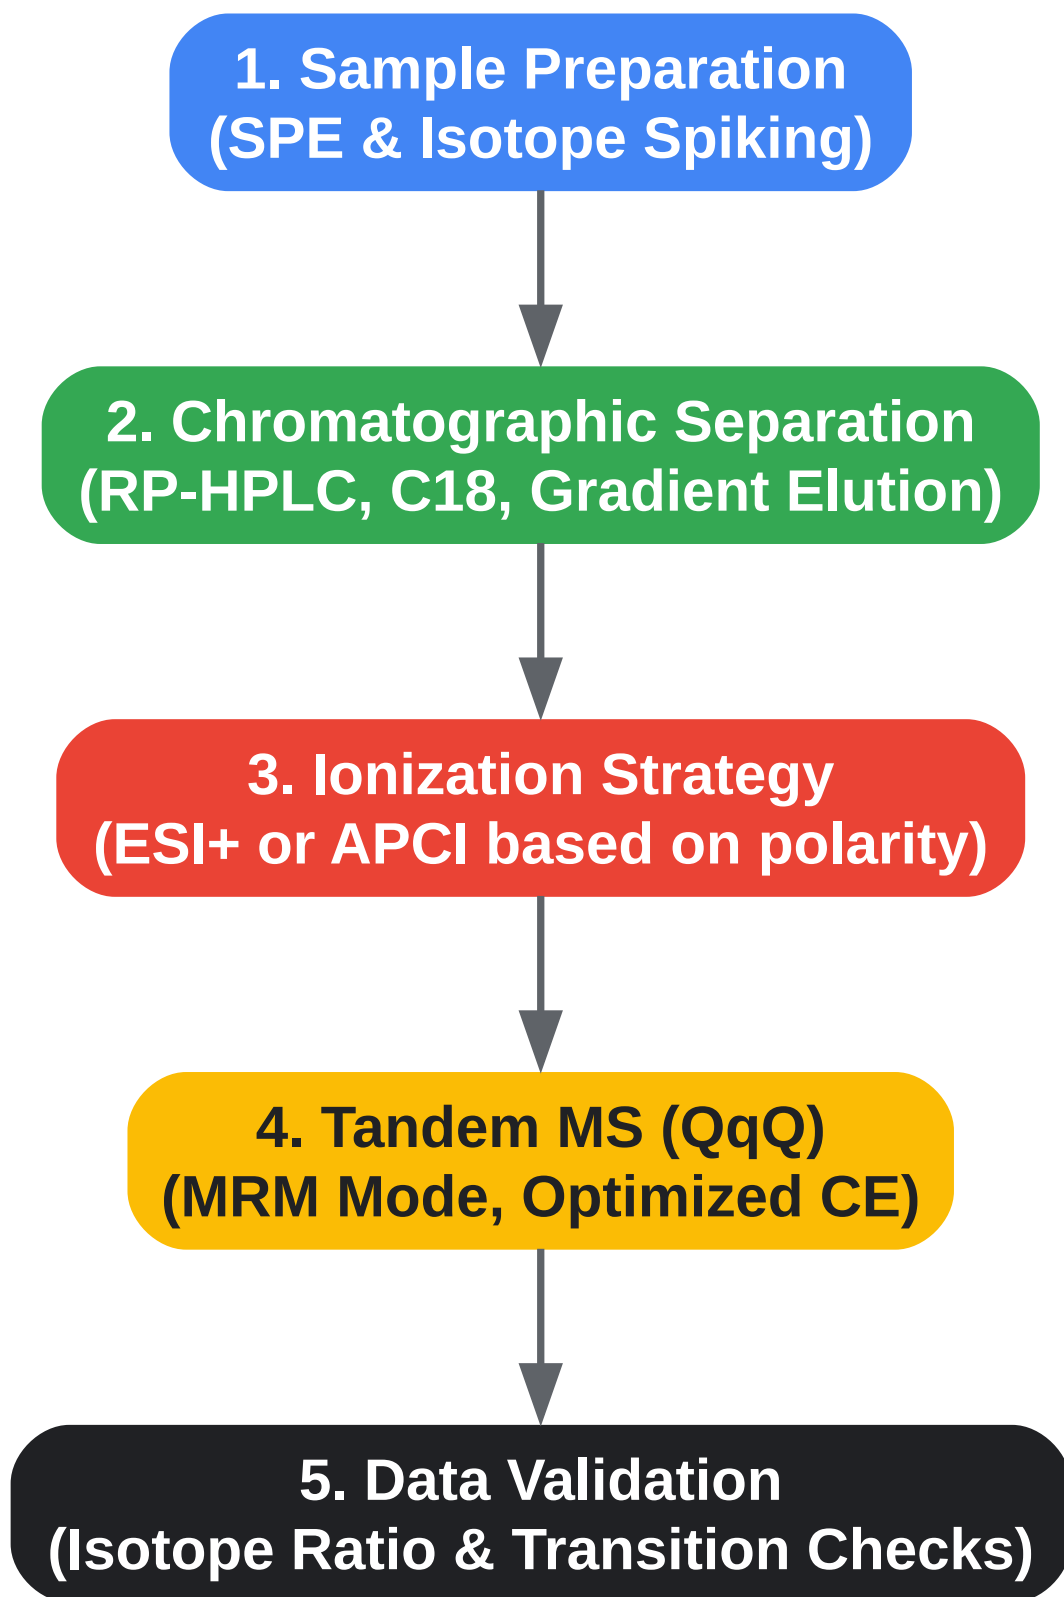 1. Sample Preparation
(SPE & Isotope Spiking)
2. Chromatographic Separation
(RP-HPLC, C18, Gradient Elution)
3. Ionization Strategy
(ESI+ or APCI based on polarity)
4. Tandem MS (QqQ)
(MRM Mode, Optimized CE)
5. Data Validation
(Isotope Ratio & Transition Checks)